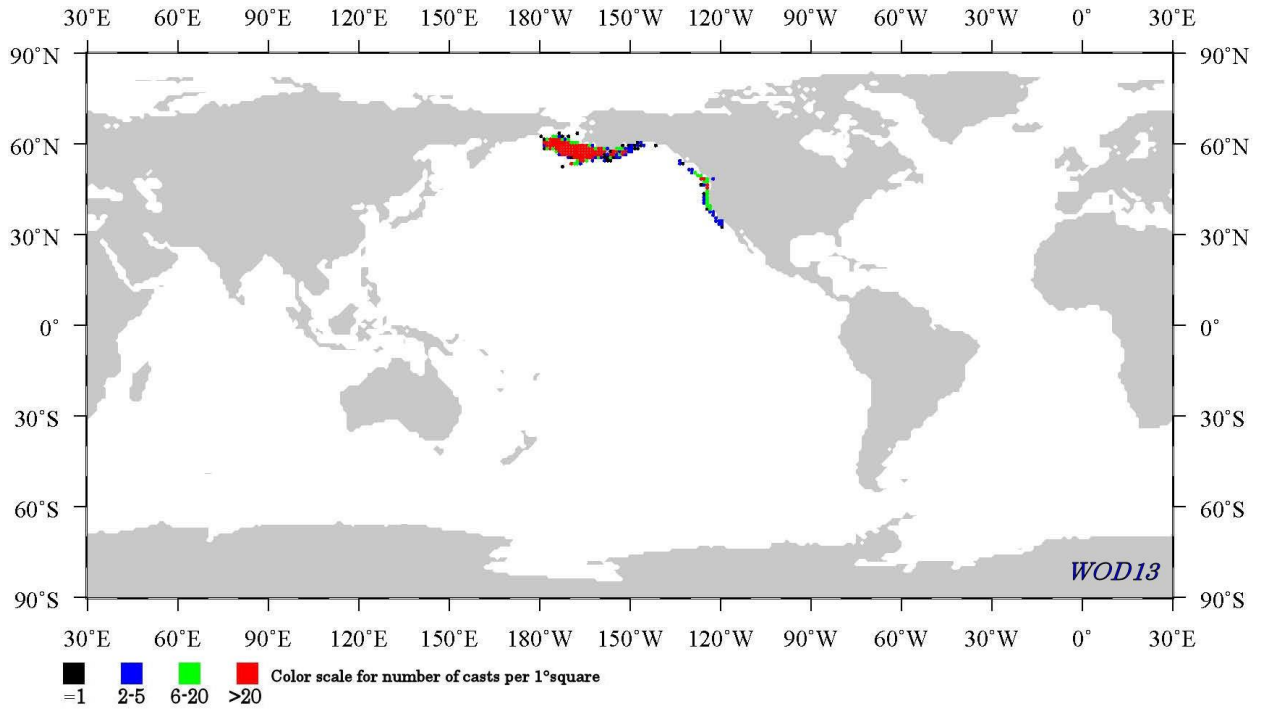 30°E 60°E 90°E 120°E 150°E 180°W 150°W 120°W 90°W 60°W 30°W 0° 30°E
90°N 90°N
60°N 60°N
30°N 30°N
0° 0°
30°S 30°S
60°S 60°S
WOD13
90°S 90°S
30°E 60°E 90°E 120°E 150°E 180°W 150°W 120°W 90°W 60°W 30°W 0° 30°E
Color scale for number of casts per 1°square
=1 2-5 6-20 >20